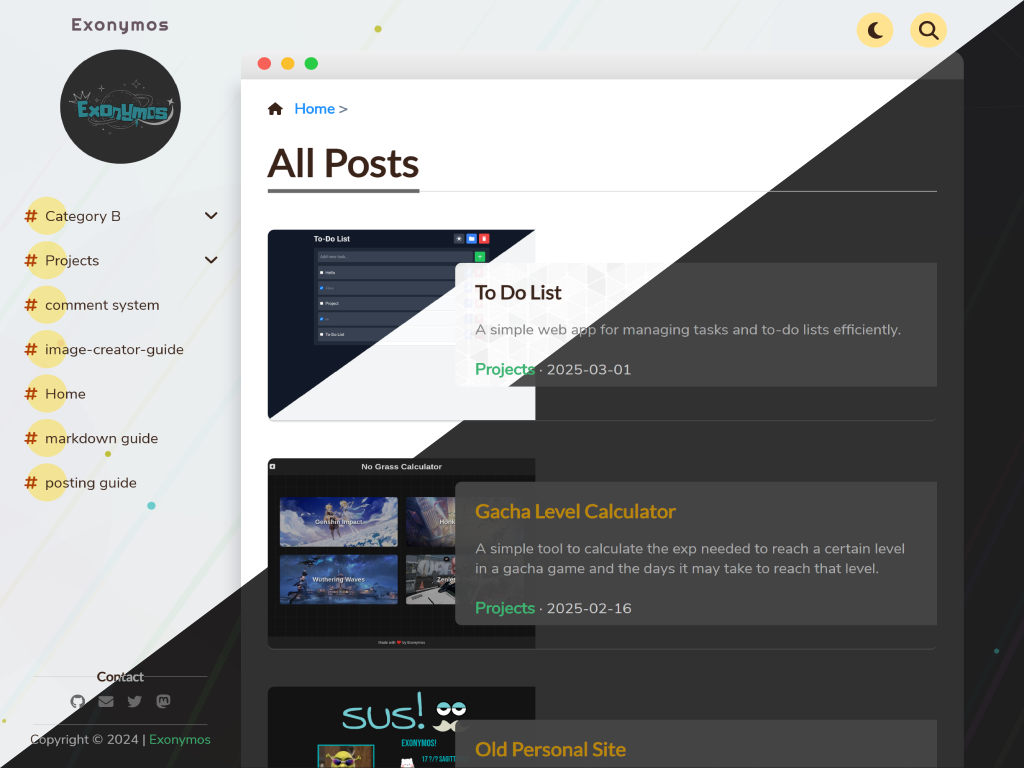 Exonymos
Exonymos
# Category B
# Projects
# comment system
# image-creator-guide
# Home
# markdown guide
# posting guide
Contact
Copyright © 2024 | Exonymos
Home >
All Posts
To-Do List
Add new task...
Hello
Project
To Do List
To Do List
A simple web app for managing tasks and to-do lists efficiently.
Projects · 2025-03-01
No Grass Calculator
Genshin Impact
Wuthering Waves
Made with ❤ by Exonymos
Gacha Level Calculator
A simple tool to calculate the exp needed to reach a certain level
in a gacha game and the days it may take to reach that level.
Projects · 2025-02-16
sus!
EXONYMOS!
Old Personal Site